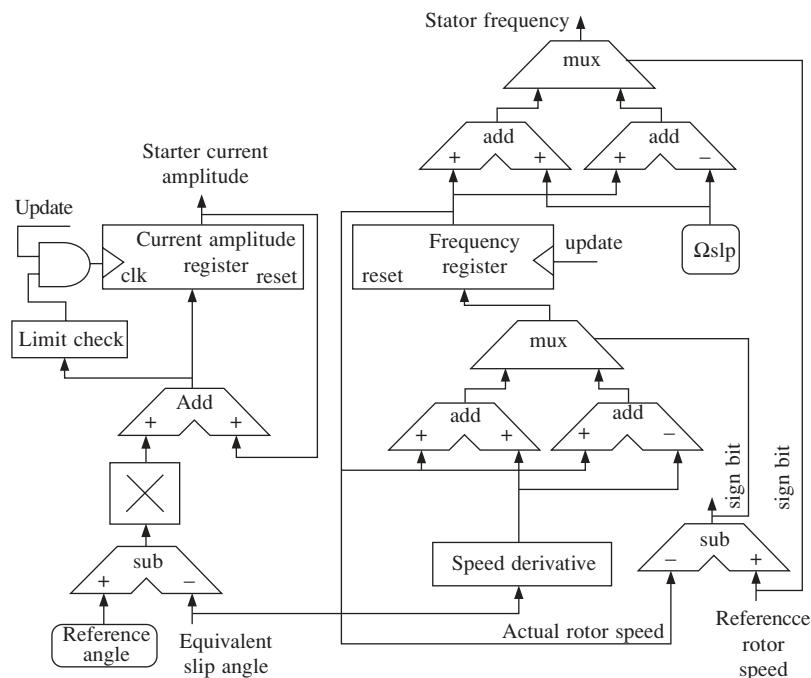 Stator frequency
mux
add
add
+
+
+
–
Starter current
amplitude
Update
Current amplitude
register
clk
reset
Frequency
register
reset
update
Ωslp
Limit check
mux
Add
+
+
add
add
+
+
+
–
sign bit
sign bit
sub
+
–
Speed derivative
sub
–
+
Reference
angle
Equivalent
slip angle
Actual rotor speed
Referencce
rotor
speed